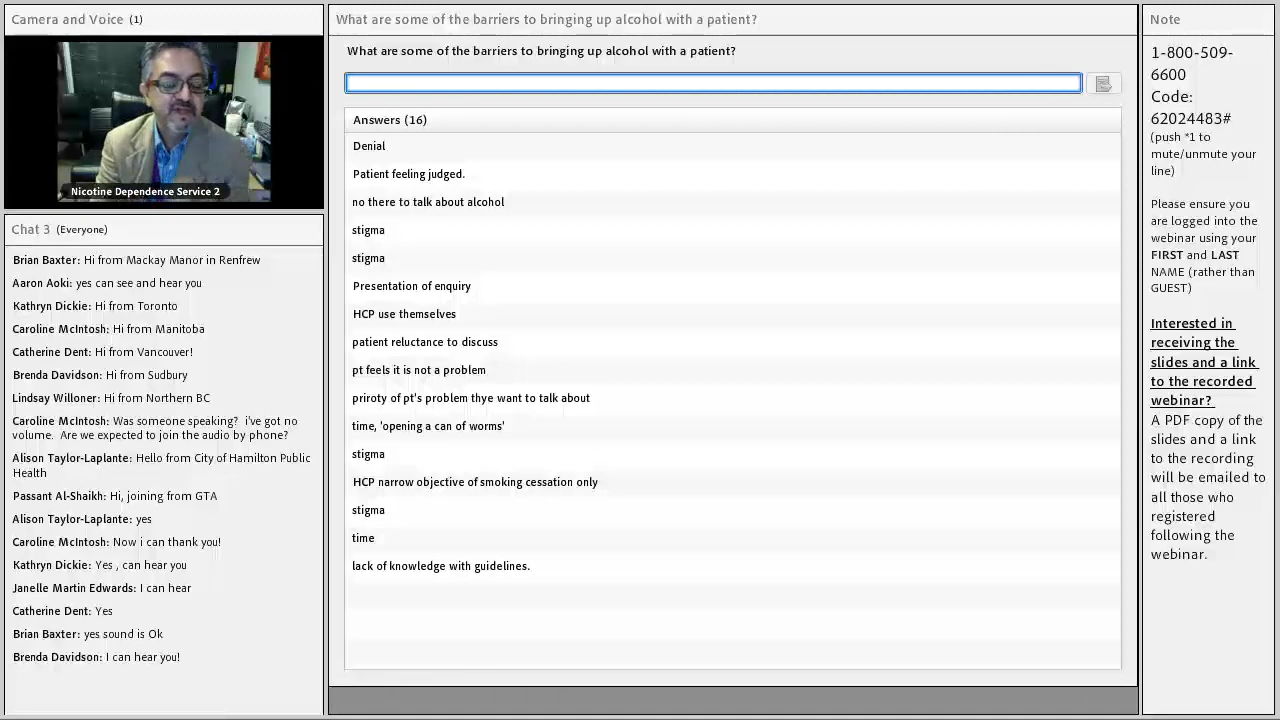 Camera and Voice (1)
Nicotine Dependence Service 2
Chat 3 (Everyone)
Brian Baxter: Hi from Mackay Manor in Renfrew
Aaron Aoki: yes can see and hear you
Kathryn Dickie: Hi from Toronto
Caroline McIntosh: Hi from Manitoba
Catherine Dent: Hi from Vancouver!
Brenda Davidson: Hi from Sudbury
Lindsay Willoner: Hi from Northern BC
Caroline McIntosh: Was someone speaking? i've got no
volume. Are we expected to join the audio by phone?
Alison Taylor-Laplante: Hello from City of Hamilton Public
Health
Passant Al-Shaikh: Hi, joining from GTA
Alison Taylor-Laplante: yes
Caroline McIntosh: Now i can thank you!
Kathryn Dickie: Yes , can hear you
Janelle Martin Edwards: I can hear
Catherine Dent: Yes
Brian Baxter: yes sound is Ok
Brenda Davidson: I can hear you!
What are some of the barriers to bringing up alcohol with a patient?
What are some of the barriers to bringing up alcohol with a patient?
Answers (16)
Denial
Patient feeling judged.
no there to talk about alcohol
stigma
stigma
Presentation of enquiry
HCP use themselves
patient reluctance to discuss
pt feels it is not a problem
priroty of pt's problem thye want to talk about
time, 'opening a can of worms'
stigma
HCP narrow objective of smoking cessation only
stigma
time
lack of knowledge with guidelines.
Note
1-800-509-
6600
Code:
62024483#
(push *1 to
mute/unmute your
line)
Please ensure you
are logged into the
webinar using your
FIRST and LAST
NAME (rather than
GUEST)
Interested in
receiving the
slides and a link
to the recorded
webinar?
A PDF copy of the
slides and a link
to the recording
will be emailed to
all those who
registered
following the
webinar.